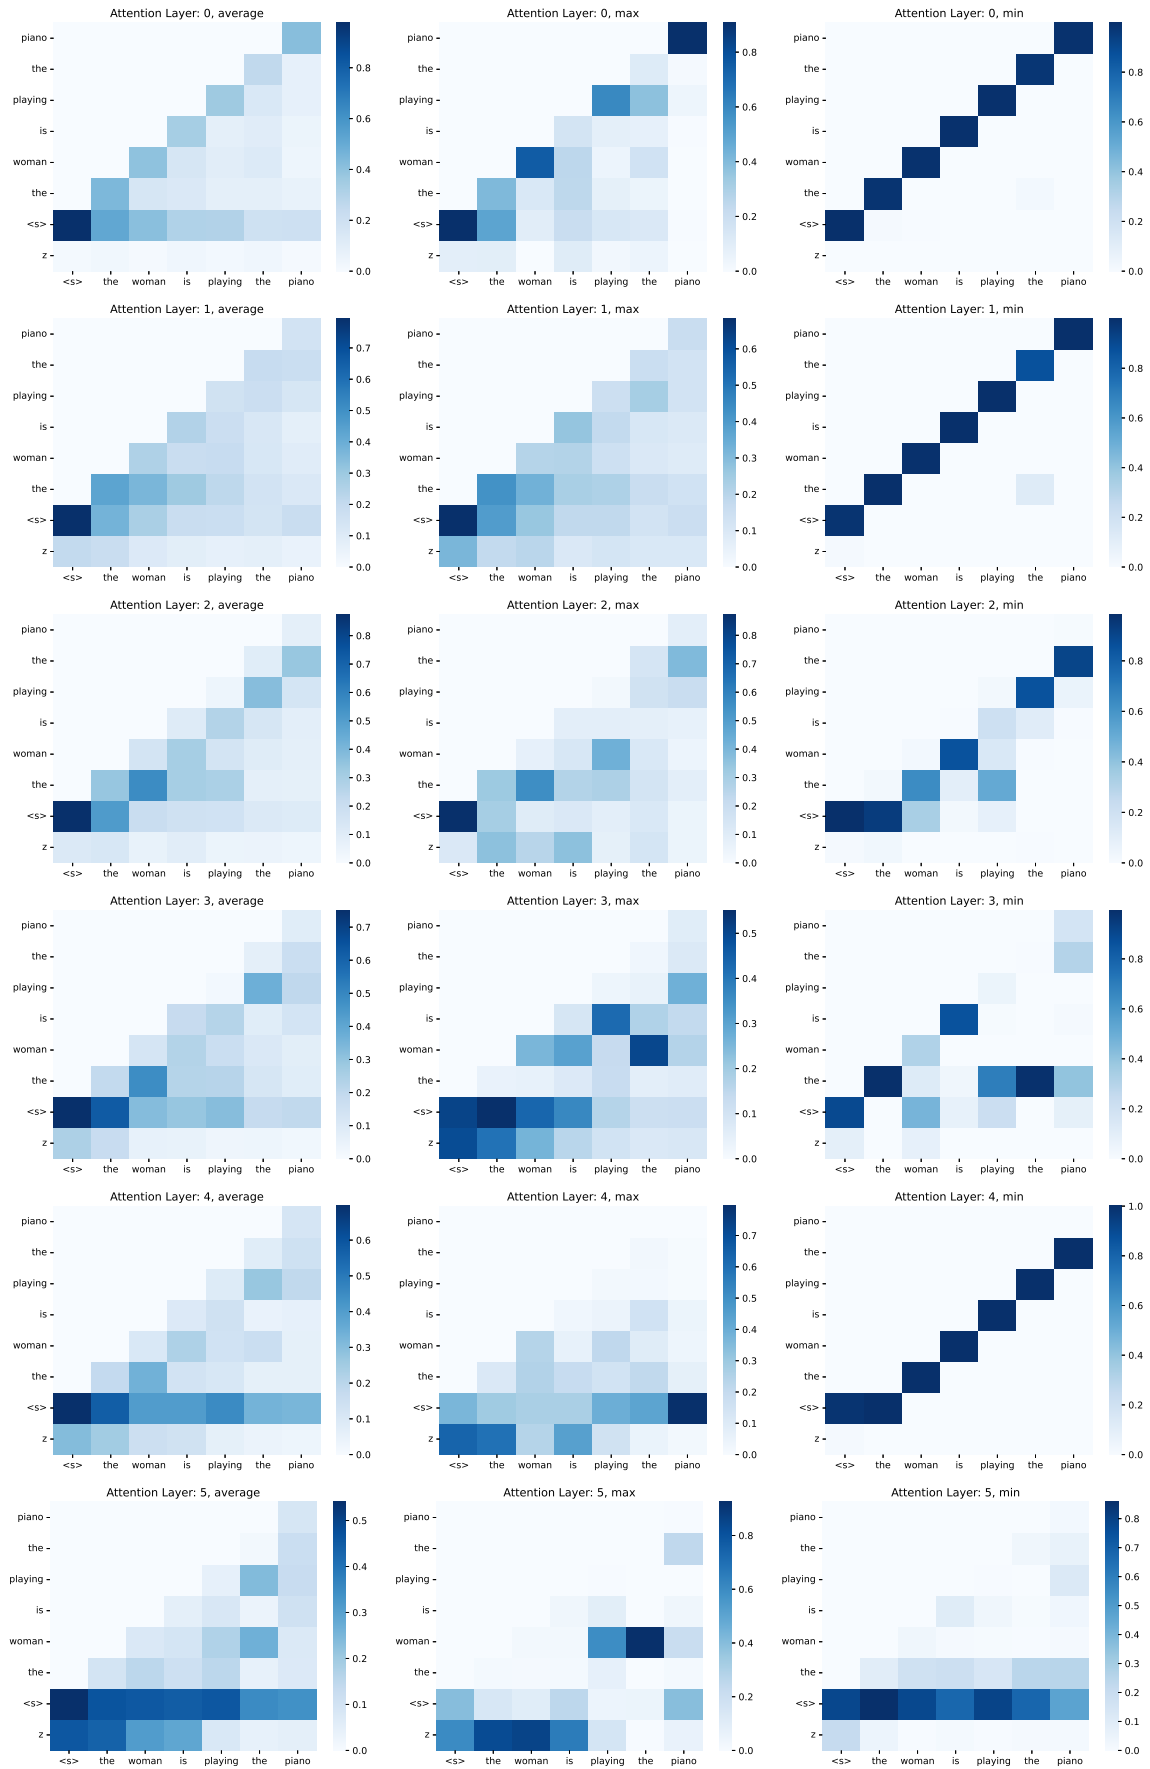 Attention Layer: 0, average
piano
the
playing
is
woman
the
<s>
z
<s> the woman is playing the piano
0.8
0.6
0.4
0.2
0.0
Attention Layer: 0, max
piano
the
playing
is
woman
the
<s>
z
<s> the woman is playing the piano
0.8
0.6
0.4
0.2
0.0
Attention Layer: 0, min
piano
the
playing
is
woman
the
<s>
z
<s> the woman is playing the piano
0.8
0.6
0.4
0.2
0.0
Attention Layer: 1, average
piano
the
playing
is
woman
the
<s>
z
<s> the woman is playing the piano
0.7
0.6
0.5
0.4
0.3
0.2
0.1
0.0
Attention Layer: 1, max
piano
the
playing
is
woman
the
<s>
z
<s> the woman is playing the piano
0.6
0.5
0.4
0.3
0.2
0.1
0.0
Attention Layer: 1, min
piano
the
playing
is
woman
the
<s>
z
<s> the woman is playing the piano
0.8
0.6
0.4
0.2
0.0
Attention Layer: 2, average
piano
the
playing
is
woman
the
<s>
z
<s> the woman is playing the piano
0.8
0.7
0.6
0.5
0.4
0.3
0.2
0.1
0.0
Attention Layer: 2, max
piano
the
playing
is
woman
the
<s>
z
<s> the woman is playing the piano
0.8
0.7
0.6
0.5
0.4
0.3
0.2
0.1
0.0
Attention Layer: 2, min
piano
the
playing
is
woman
the
<s>
z
<s> the woman is playing the piano
0.8
0.6
0.4
0.2
0.0
Attention Layer: 3, average
piano
the
playing
is
woman
the
<s>
z
<s> the woman is playing the piano
0.7
0.6
0.5
0.4
0.3
0.2
0.1
0.0
Attention Layer: 3, max
piano
the
playing
is
woman
the
<s>
z
<s> the woman is playing the piano
0.5
0.4
0.3
0.2
0.1
0.0
Attention Layer: 3, min
piano
the
playing
is
woman
the
<s>
z
<s> the woman is playing the piano
0.8
0.6
0.4
0.2
0.0
Attention Layer: 4, average
piano
the
playing
is
woman
the
<s>
z
<s> the woman is playing the piano
0.6
0.5
0.4
0.3
0.2
0.1
0.0
Attention Layer: 4, max
piano
the
playing
is
woman
the
<s>
z
<s> the woman is playing the piano
0.7
0.6
0.5
0.4
0.3
0.2
0.1
0.0
Attention Layer: 4, min
piano
the
playing
is
woman
the
<s>
z
<s> the woman is playing the piano
1.0
0.8
0.6
0.4
0.2
0.0
Attention Layer: 5, average
piano
the
playing
is
woman
the
<s>
z
<s> the woman is playing the piano
0.5
0.4
0.3
0.2
0.1
0.0
Attention Layer: 5, max
piano
the
playing
is
woman
the
<s>
z
<s> the woman is playing the piano
0.8
0.6
0.4
0.2
0.0
Attention Layer: 5, min
piano
the
playing
is
woman
the
<s>
z
<s> the woman is playing the piano
0.8
0.7
0.6
0.5
0.4
0.3
0.2
0.1
0.0